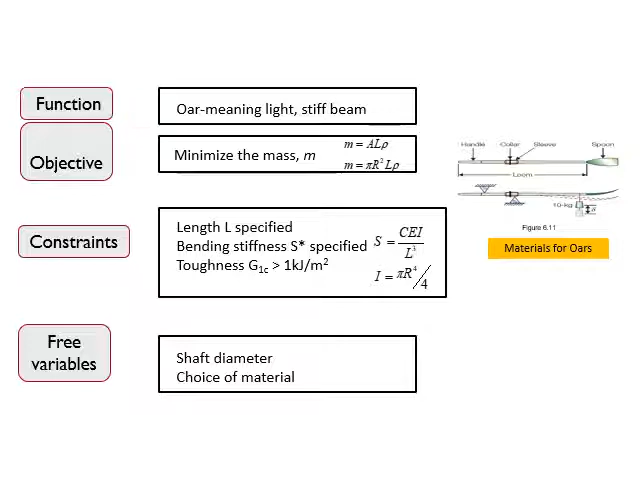 Function
Oar-meaning light, stiff beam
Objective
Minimize the mass, m
m = ALρ
m = πR²Lρ
Constraints
Length L specified
Bending stiffness S* specified
Toughness G1c > 1kJ/m²
S = CEI/L³
I = πR⁴/4
Free
variables
Shaft diameter
Choice of material
Handle Collar Sleeve Spoon
Loom
10-kg
δ
Figure 6.11
Materials for Oars